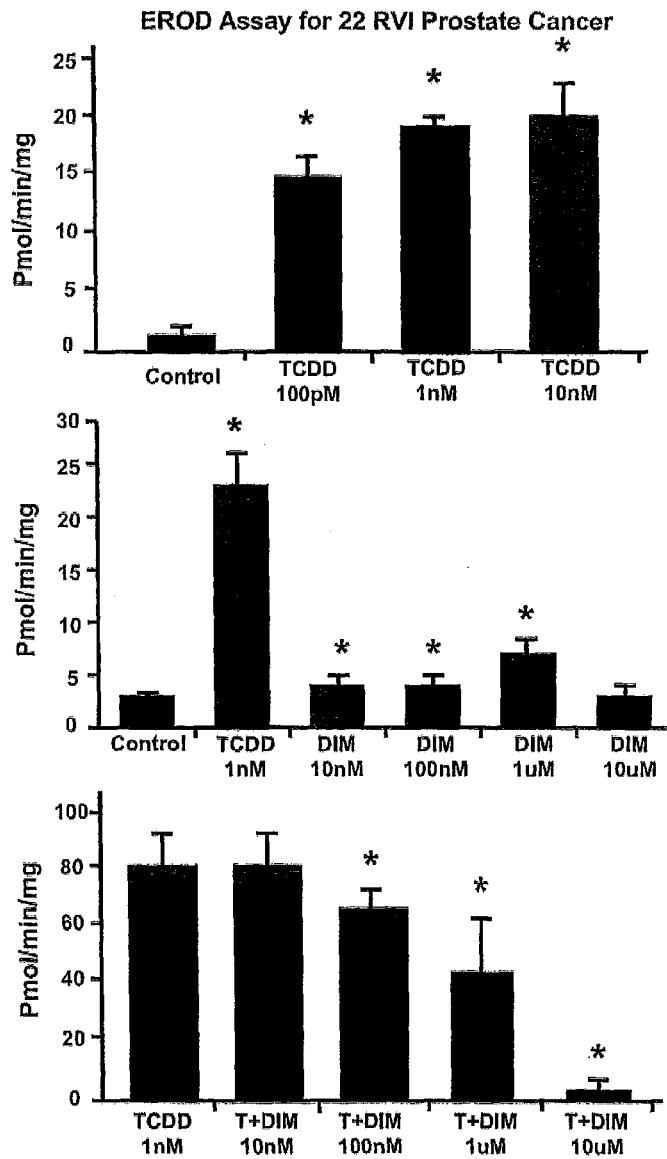 EROD Assay for 22 RVI Prostate Cancer
Pmol/min/mg
25
20
15
10
5
0
*
*
*
Control
TCDD
100pM
TCDD
1nM
TCDD
10nM
Pmol/min/mg
30
25
20
15
10
5
0
*
*
*
*
Control
TCDD
1nM
DIM
10nM
DIM
100nM
DIM
1uM
DIM
10uM
Pmol/min/mg
100
80
60
40
20
0
*
*
*
TCDD
1nM
T+DIM
10nM
T+DIM
100nM
T+DIM
1uM
T+DIM
10uM